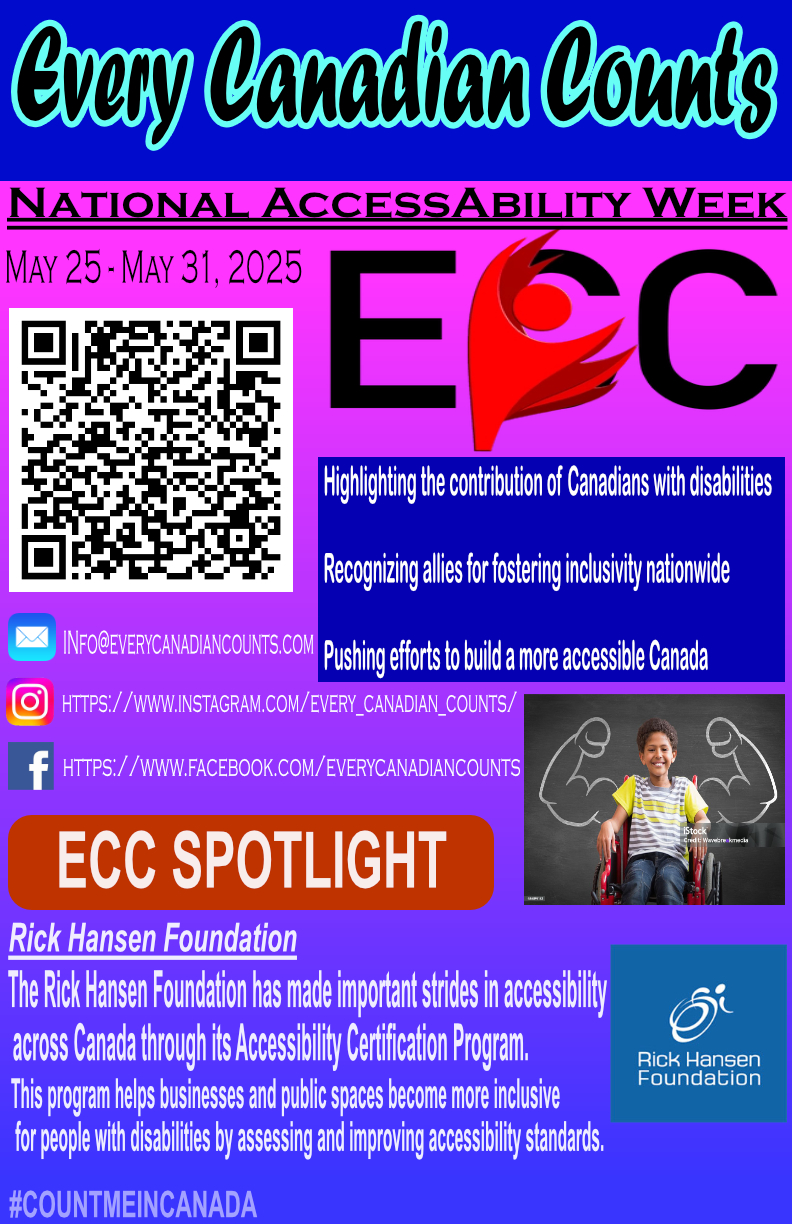 Every Canadian Counts
National AccessAbility Week
May 25 - May 31, 2025
ECC
Highlighting the contribution of Canadians with disabilities
Recognizing allies for fostering inclusivity nationwide
Pushing efforts to build a more accessible Canada
INfo@everycanadiancounts.com
https://www.instagram.com/every_canadian_counts/
https://www.facebook.com/everycanadiancounts
iStock
Credit: Wavebreakmedia
ECC SPOTLIGHT
Rick Hansen Foundation
The Rick Hansen Foundation has made important strides in accessibility
across Canada through its Accessibility Certification Program.
This program helps businesses and public spaces become more inclusive
for people with disabilities by assessing and improving accessibility standards.
Rick Hansen
Foundation
#COUNTMEINCANADA